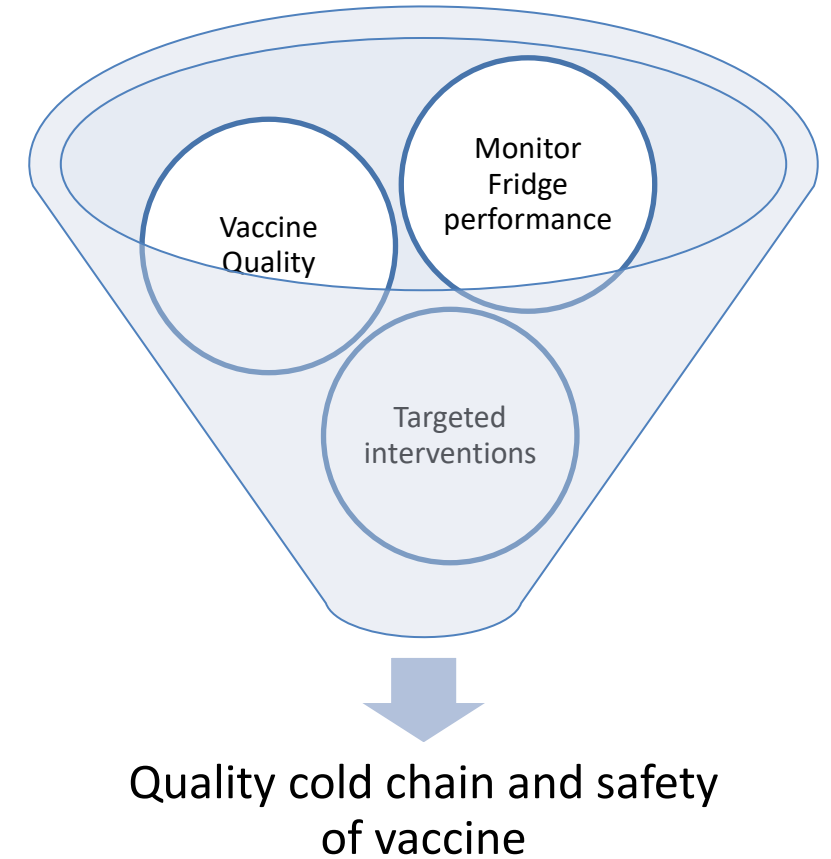 Monitor
Fridge
performance
Vaccine
Quality
Targeted
interventions
Quality cold chain and safety
of vaccine